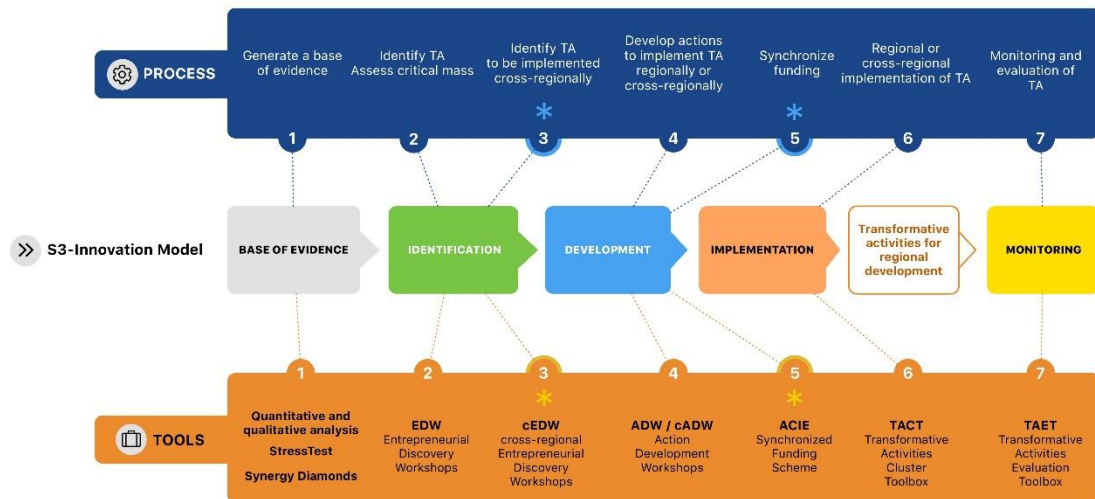 PROCESS
Generate a base
of evidence
Identify TA
Assess critical mass
Identify TA
to be implemented
cross-regionally
*
Develop actions
to implement TA
regionally or
cross-regionally
Synchronize
funding
*
Regional or
cross-regional
implementation of TA
Monitoring and
evaluation of
TA
1
2
3
4
5
6
7
S3-Innovation Model
BASE OF EVIDENCE
IDENTIFICATION
DEVELOPMENT
IMPLEMENTATION
Transformative
activities for
regional
development
MONITORING
TOOLS
1
Quantitative and
qualitative analysis
StressTest
Synergy Diamonds
2
EDW
Entrepreneurial
Discovery
Workshops
3
*
cEDW
cross-regional
Entrepreneurial
Discovery
Workshops
4
ADW / cADW
Action
Development
Workshops
5
*
ACIE
Synchronized
Funding
Scheme
6
TACT
Transformative
Activities
Cluster
Toolbox
7
TAET
Transformative
Activities
Evaluation
Toolbox